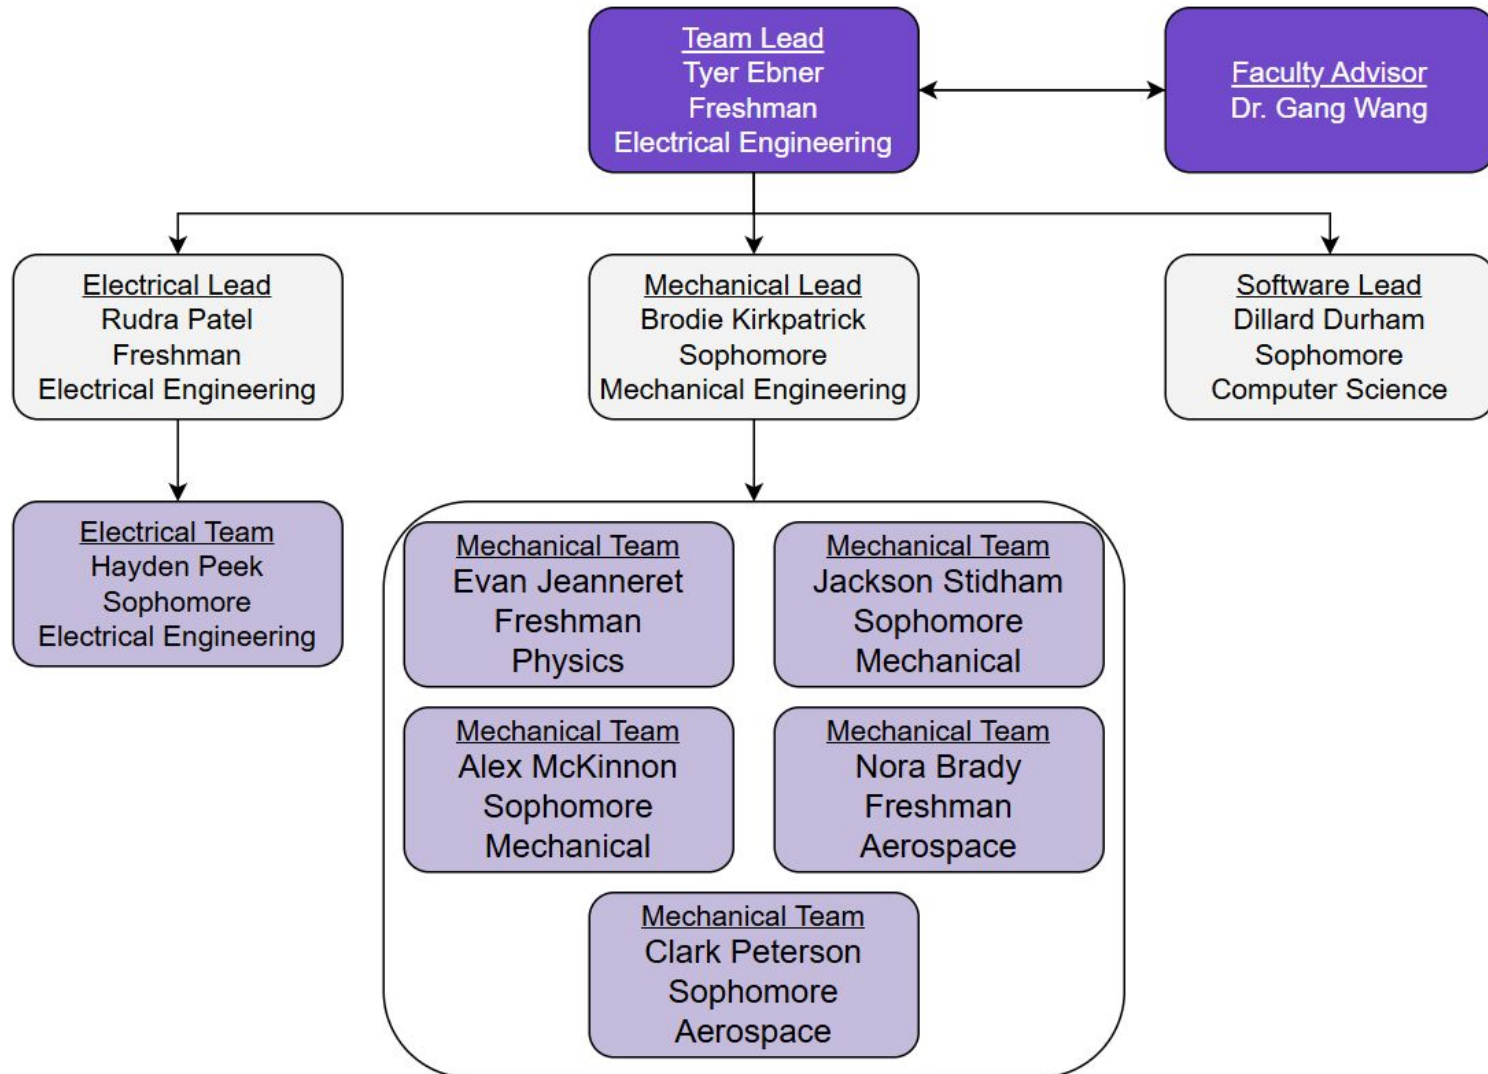 Team Lead
Tyer Ebner
Freshman
Electrical Engineering
Faculty Advisor
Dr. Gang Wang
Electrical Lead
Rudra Patel
Freshman
Electrical Engineering
Mechanical Lead
Brodie Kirkpatrick
Sophomore
Mechanical Engineering
Software Lead
Dillard Durham
Sophomore
Computer Science
Electrical Team
Hayden Peek
Sophomore
Electrical Engineering
Mechanical Team
Evan Jeanneret
Freshman
Physics
Mechanical Team
Jackson Stidham
Sophomore
Mechanical
Mechanical Team
Alex McKinnon
Sophomore
Mechanical
Mechanical Team
Nora Brady
Freshman
Aerospace
Mechanical Team
Clark Peterson
Sophomore
Aerospace